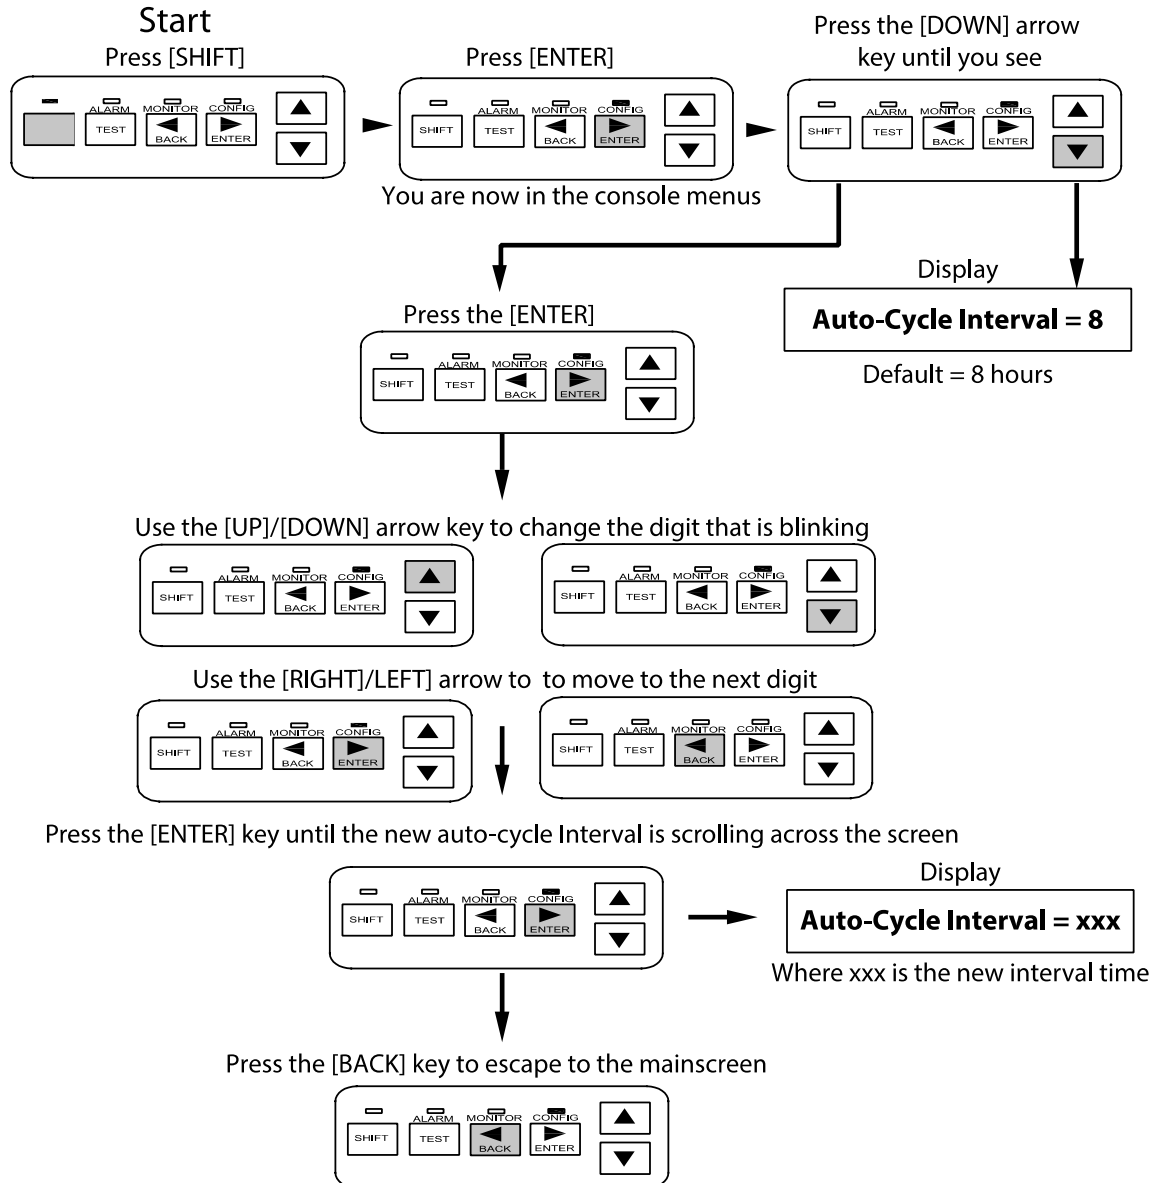 Start
Press [SHIFT]
ALARM MONITOR CONFIG
TEST BACK ENTER
Press [ENTER]
ALARM MONITOR CONFIG
SHIFT TEST BACK ENTER
You are now in the console menus
Press the [DOWN] arrow
key until you see
ALARM MONITOR CONFIG
SHIFT TEST BACK ENTER
Display
Auto-Cycle Interval = 8
Default = 8 hours
Press the [ENTER]
ALARM MONITOR CONFIG
SHIFT TEST BACK ENTER
Use the [UP]/[DOWN] arrow key to change the digit that is blinking
ALARM MONITOR CONFIG
SHIFT TEST BACK ENTER
ALARM MONITOR CONFIG
SHIFT TEST BACK ENTER
Use the [RIGHT]/LEFT] arrow to  to move to the next digit
ALARM MONITOR CONFIG
SHIFT TEST BACK ENTER
ALARM MONITOR CONFIG
SHIFT TEST BACK ENTER
Press the [ENTER] key until the new auto-cycle Interval is scrolling across the screen
ALARM MONITOR CONFIG
SHIFT TEST BACK ENTER
Display
Auto-Cycle Interval = xxx
Where xxx is the new interval time
Press the [BACK] key to escape to the mainscreen
ALARM MONITOR CONFIG
SHIFT TEST BACK ENTER